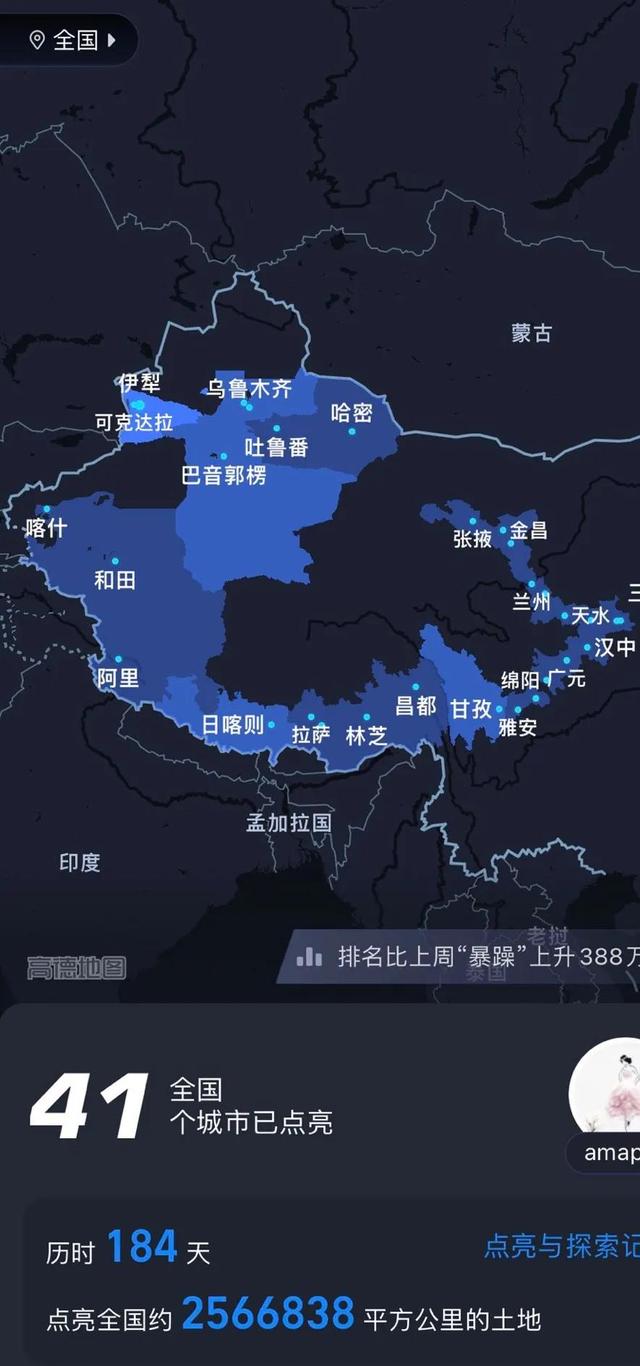 全国
蒙古
伊犁
乌鲁木齐
可克达拉
哈密
吐鲁番
巴音郭楞
喀什
张掖
金昌
和田
兰州
天水
三
汉中
阿里
绵阳
广元
昌都
甘孜
日喀则
拉萨
林芝
雅安
孟加拉国
印度
老挝
排名比上周“暴躁”上升388万
泰国
高德地图
41
全国
个城市已点亮
amap
历时 184 天
点亮与探索记
点亮全国约 2566838 平方公里的土地